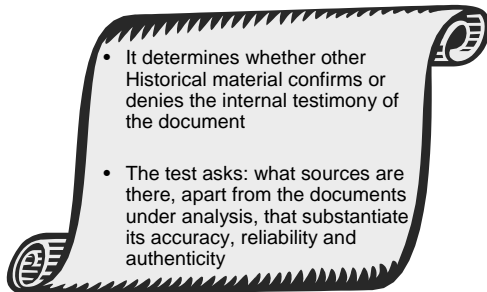 • It determines whether other
Historical material confirms or
denies the internal testimony of
the document
• The test asks: what sources are
there, apart from the documents
under analysis, that substantiate
its accuracy, reliability and
authenticity